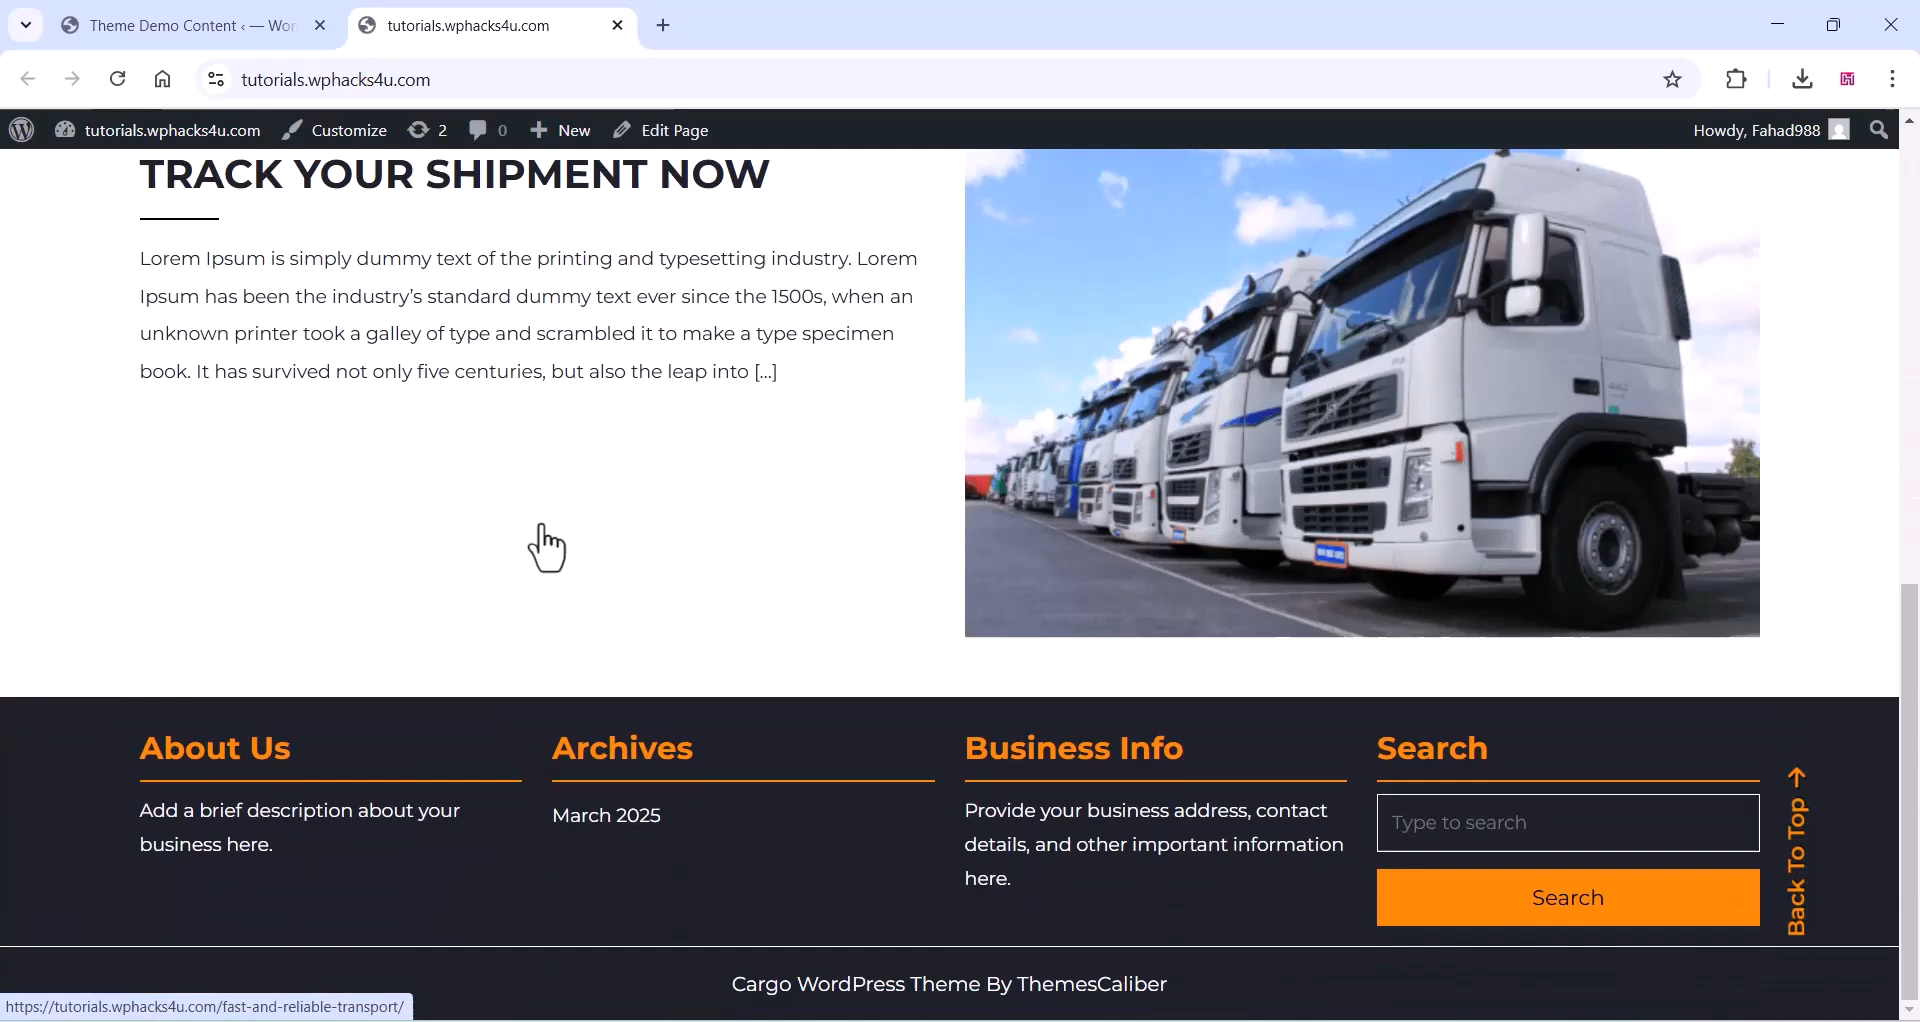 Theme Demo Content ‹ — Wor
tutorials.wphacks4u.com
tutorials.wphacks4u.com
tutorials.wphacks4u.com
Customize
2
0
New
Edit Page
Howdy, Fahad988
TRACK YOUR SHIPMENT NOW
Lorem Ipsum is simply dummy text of the printing and typesetting industry. Lorem
Ipsum has been the industry’s standard dummy text ever since the 1500s, when an
unknown printer took a galley of type and scrambled it to make a type specimen
book. It has survived not only five centuries, but also the leap into [...]
About Us
Add a brief description about your
business here.
Archives
March 2025
Business Info
Provide your business address, contact
details, and other important information
here.
Search
Type to search
Search
Back To Top →
Cargo WordPress Theme By ThemesCaliber
https://tutorials.wphacks4u.com/fast-and-reliable-transport/